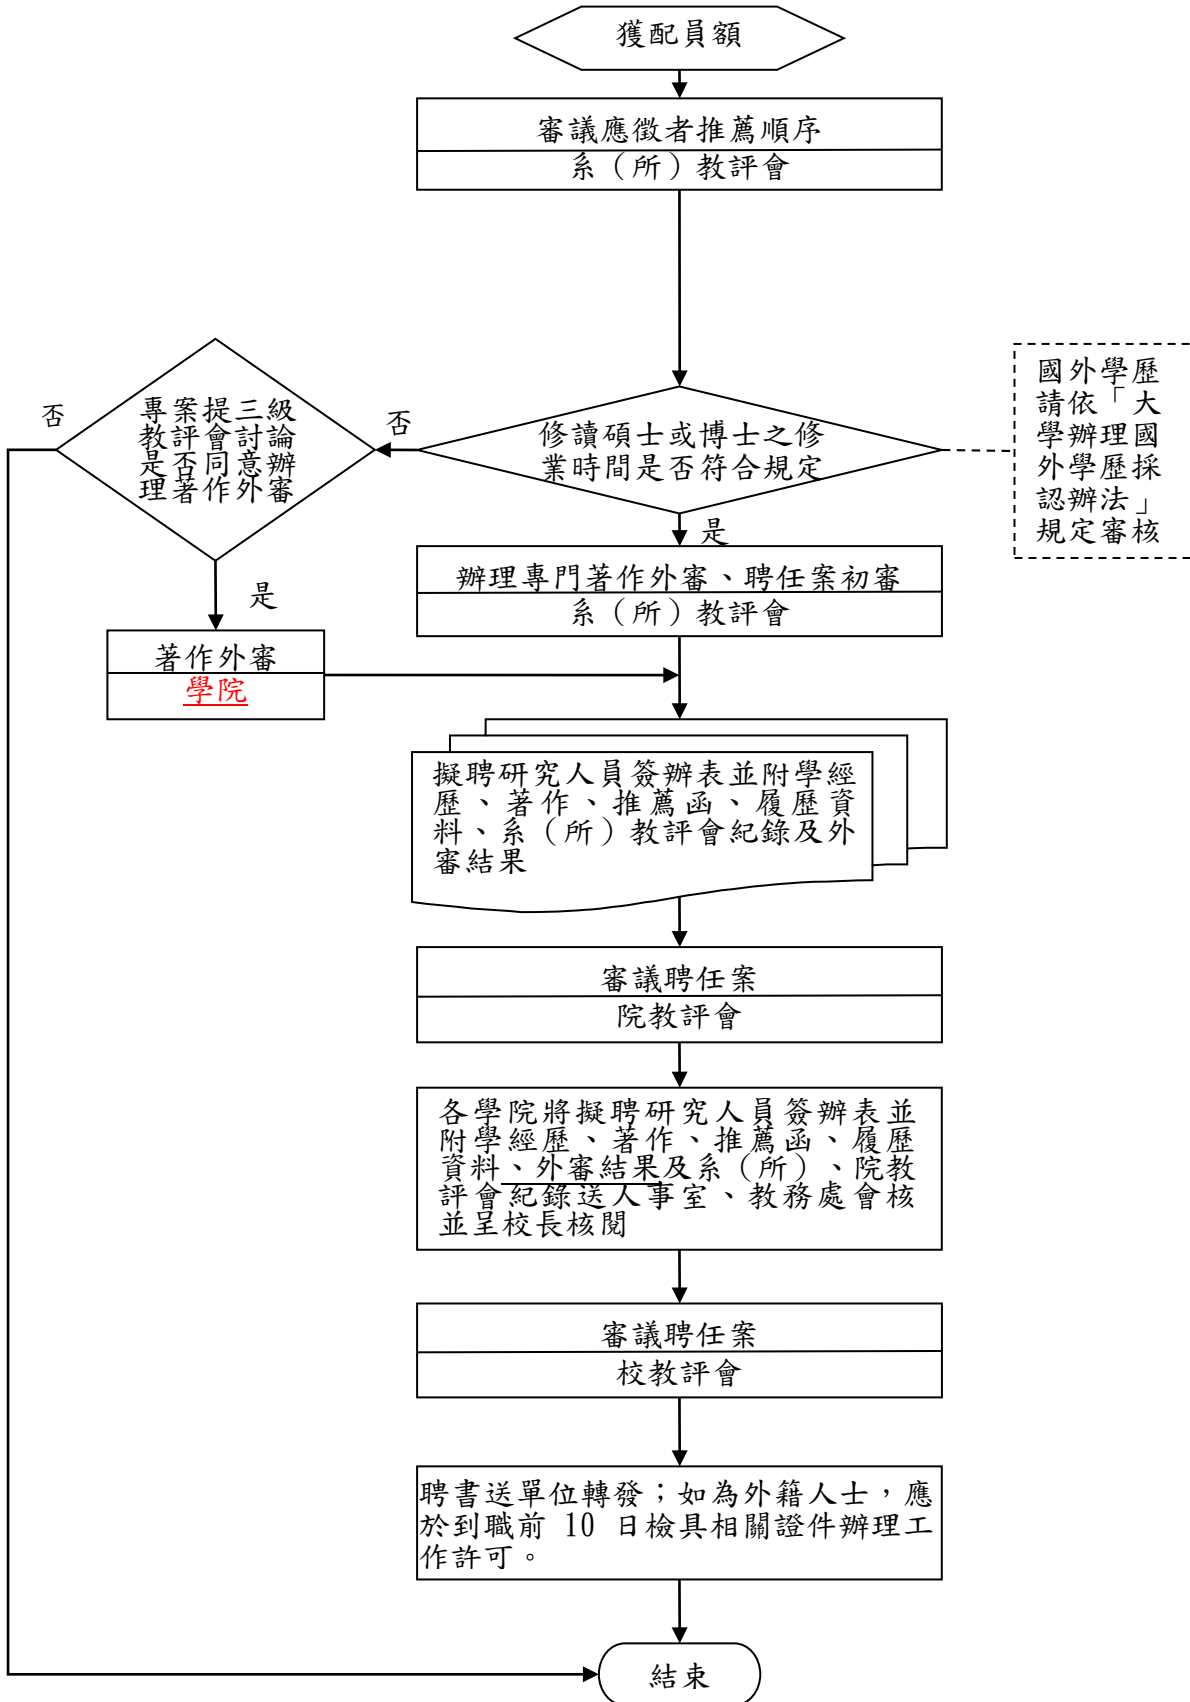 獲配員額
審議應徵者推薦順序
系（所）教評會
國外學歷
請依「大
學辦理國
外學歷採
認辦法」
規定審核
否
專案提三級
教評會討論
是否同意辦
理著作外審
否
修讀碩士或博士之修
業時間是否符合規定
是
辦理專門著作外審、聘任案初審
系（所）教評會
是
著作外審
學院
擬聘研究人員簽辦表並附學經
歷、著作、推薦函、履歷資
料、系（所）教評會紀錄及外
審結果
審議聘任案
院教評會
各學院將擬聘研究人員簽辦表並
附學經歷、著作、推薦函、履歷
資料、外審結果及系（所）、院教
評會紀錄送人事室、教務處會核
並呈校長核閱
審議聘任案
校教評會
聘書送單位轉發；如為外籍人士，應
於到職前 10 日檢具相關證件辦理工
作許可。
結束